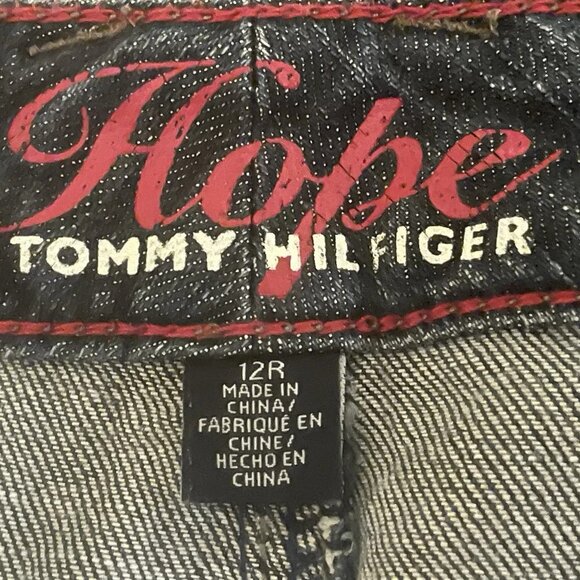 Hope
TOMMY HILFIGER
12R
MADE IN
CHINA/
FABRIQUÉ EN
CHINE/
HECHO EN
CHINA